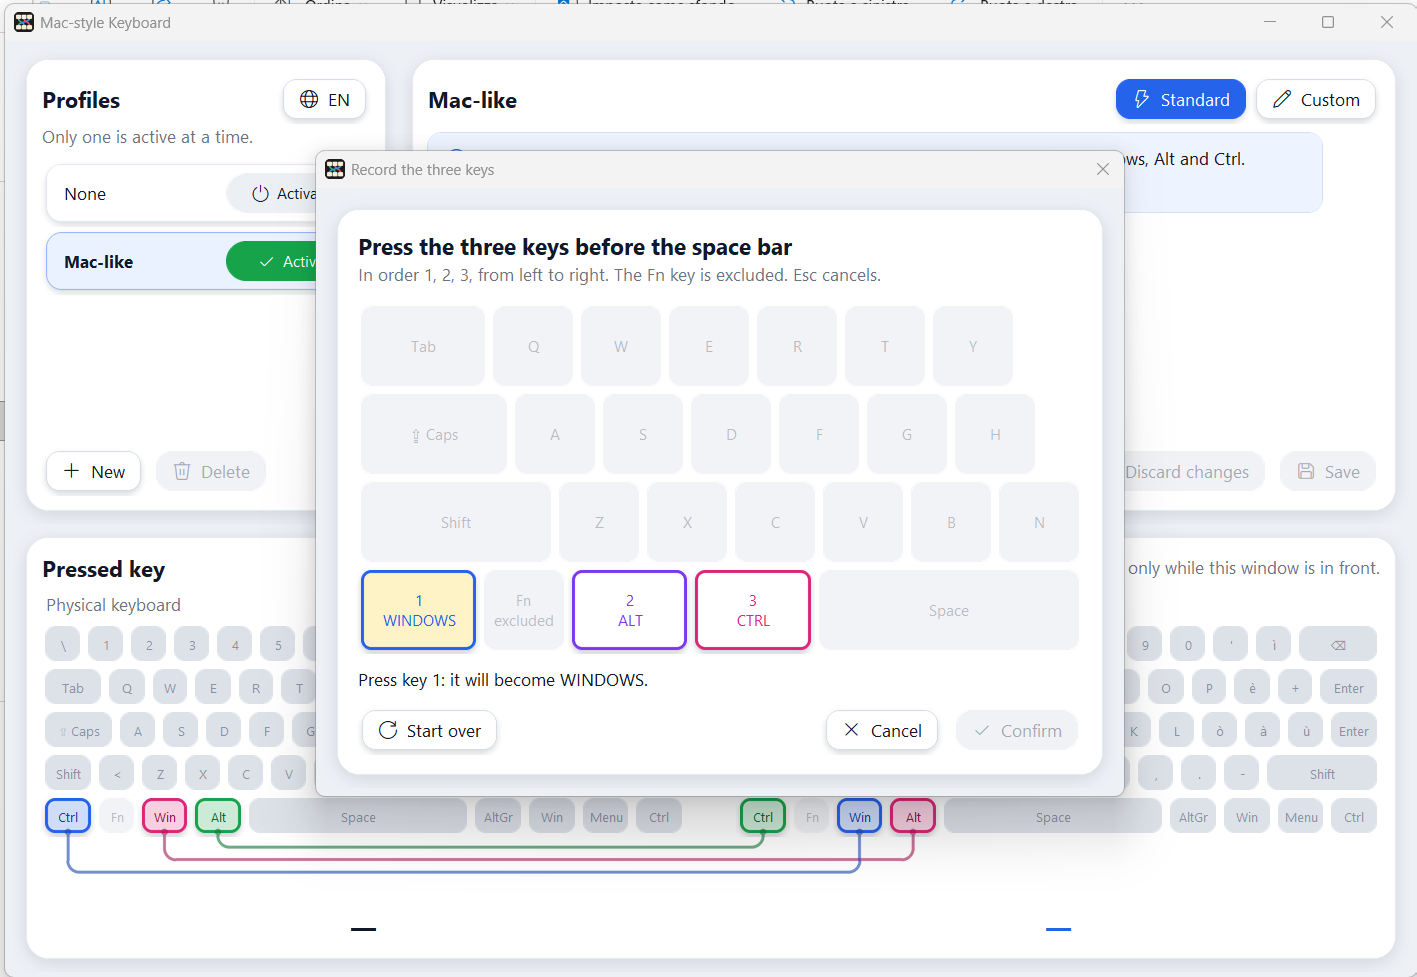 Mac-style Keyboard
Profiles
EN
Only one is active at a time.
None
Mac-like
New
Delete
Mac-like
Standard
Custom
Alt and Ctrl.
Discard changes
Save
Record the three keys
Press the three keys before the space bar
In order 1, 2, 3, from left to right. The Fn key is excluded. Esc cancels.
Tab Q W E R T Y
⇪ Caps A S D F G H
Shift Z X C V B N
1 WINDOWS
Fn excluded
2 ALT
3 CTRL
Space
Press key 1: it will become WINDOWS.
Start over
Cancel
Confirm
Pressed key
only while this window is in front.
Physical keyboard
\ 1 2 3 4 5
9 0 ' ì ⌫
Tab Q W E R T
O P è + Enter
⇪ Caps A S D F G
K L ò à ù Enter
Shift < Z X C V
, . - Shift
Ctrl Fn Win Alt Space AltGr Win Menu Ctrl
Ctrl Fn Win Alt Space AltGr Win Menu Ctrl